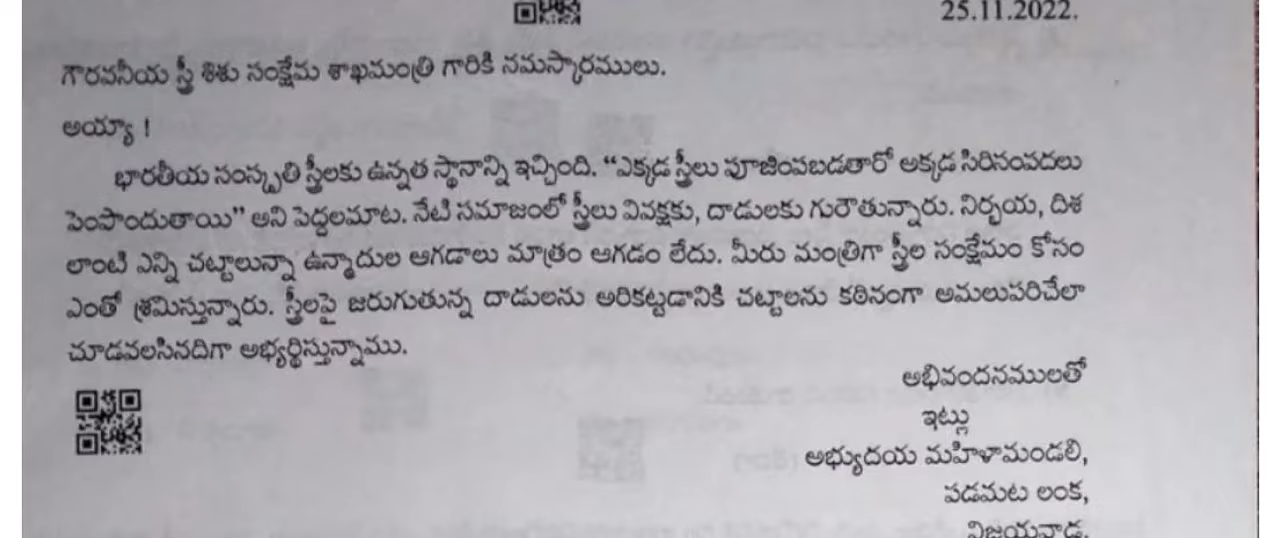 25.11.2022.
గౌరవనీయ స్త్రీ శిశు సంక్షేమ శాఖమంత్రి గారికి నమస్కారములు.
అయ్యా !
భారతీయ సంస్కృతి స్త్రీలకు ఉన్నత స్థానాన్ని ఇచ్చింది. “ఎక్కడ స్త్రీలు పూజింపబడతారో అక్కడ సిరిసంపదలు
పెంపొందుతాయి” అని పెద్దలమాట. నేటి సమాజంలో స్త్రీలు వివక్షకు, దాడులకు గురౌతున్నారు. నిర్భయ, దిశ
లాంటి ఎన్ని చట్టాలున్నా ఉన్మాదుల ఆగడాలు మాత్రం ఆగడం లేదు. మీరు మంత్రిగా స్త్రీల సంక్షేమం కోసం
ఎంతో శ్రమిస్తున్నారు. స్త్రీలపై జరుగుతున్న దాడులను అరికట్టడానికి చట్టాలను కఠినంగా అమలుపరిచేలా
చూడవలసినదిగా అభ్యర్థిస్తున్నాము.
అభివందనములతో
ఇట్లు
అభ్యుదయ మహిళామండలి,
పడమట లంక,
విజయవాడ.